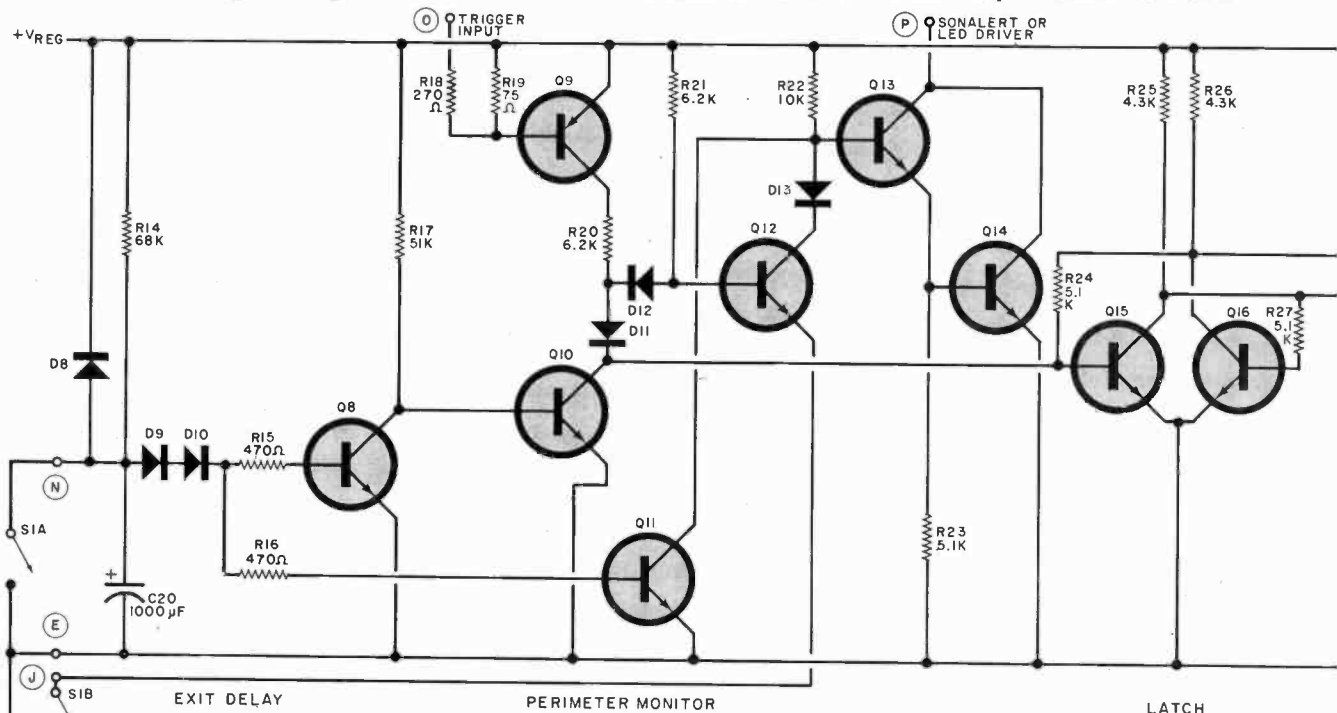 O TRIGGER INPUT
P SONALERT OR LED DRIVER
+VREG
R18
270
Ω
R19
75
Ω
Q9
R21
6.2K
R22
10K
Q13
R25
4.3K
R26
4.3K
R14
68K
R17
51K
R20
6.2K
D13
Q12
Q14
D12
D11
R24
5.1
K
Q15
Q16
R27
5.1
K
D8
Q10
Q8
D9
D10
R15
470Ω
N
S1A
R16
470Ω
Q11
R23
5.1K
+
C20
1000µF
E
J
S1B
EXIT DELAY
PERIMETER MONITOR
LATCH